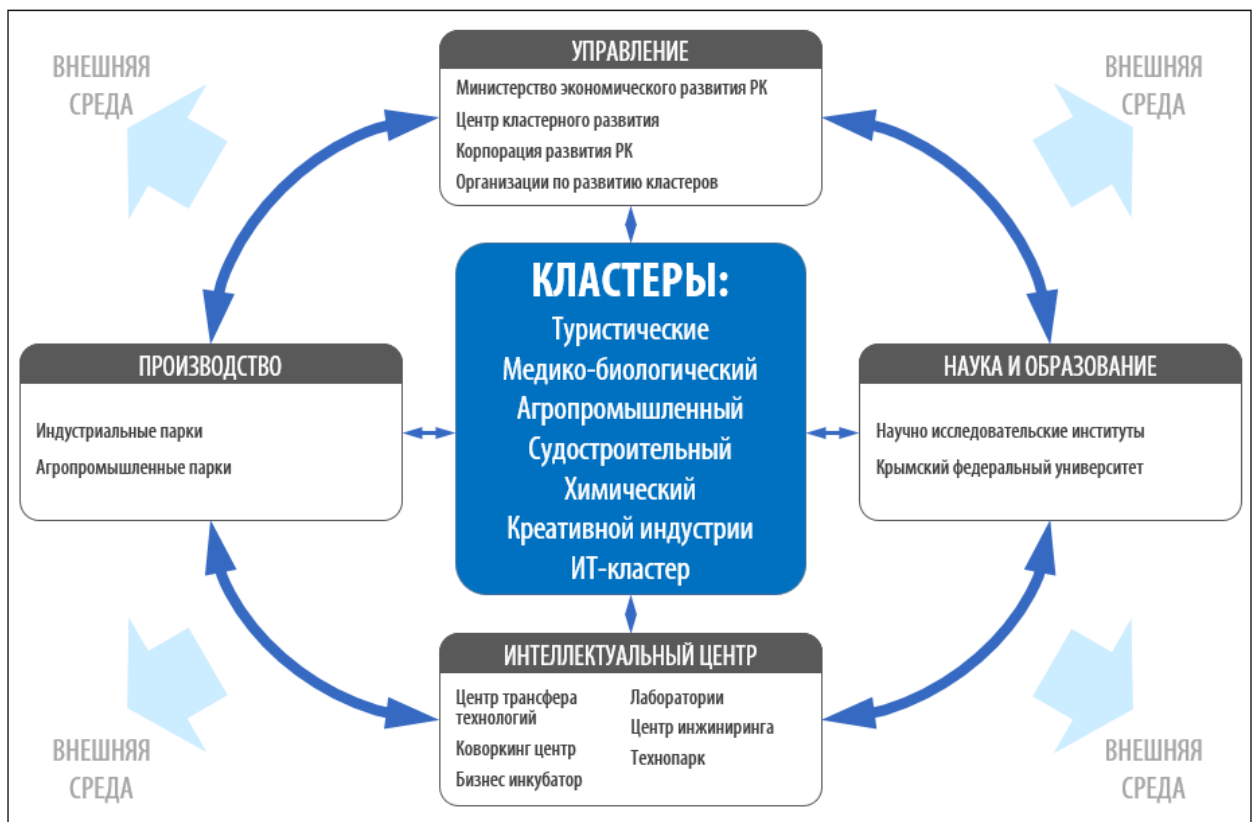 ВНЕШНЯЯ
СРЕДА
УПРАВЛЕНИЕ
Министерство экономического развития РК
Центр кластерного развития
Корпорация развития РК
Организации по развитию кластеров
ВНЕШНЯЯ
СРЕДА
ПРОИЗВОДСТВО
Индустриальные парки
Агропромышленные парки
КЛАСТЕРЫ:
Туристические
Медико-биологический
Агропромышленный
Судостроительный
Химический
Креативной индустрии
ИТ-кластер
НАУКА И ОБРАЗОВАНИЕ
Научно исследовательские институты
Крымский федеральный университет
ВНЕШНЯЯ
СРЕДА
ИНТЕЛЛЕКТУАЛЬНЫЙ ЦЕНТР
Центр трансфера
технологий
Коворкинг центр
Бизнес инкубатор
Лаборатории
Центр инжиниринга
Технопарк
ВНЕШНЯЯ
СРЕДА